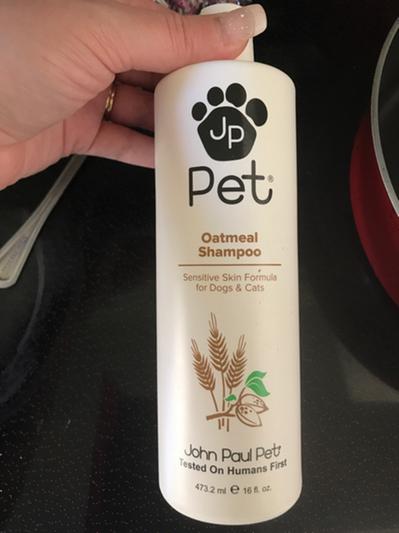 JP
Pet®
Oatmeal
Shampoo
Sensitive Skin Formula
for Dogs & Cats
John Paul Pet®
Tested On Humans First
473.2 ml ℮ 16 fl. oz.